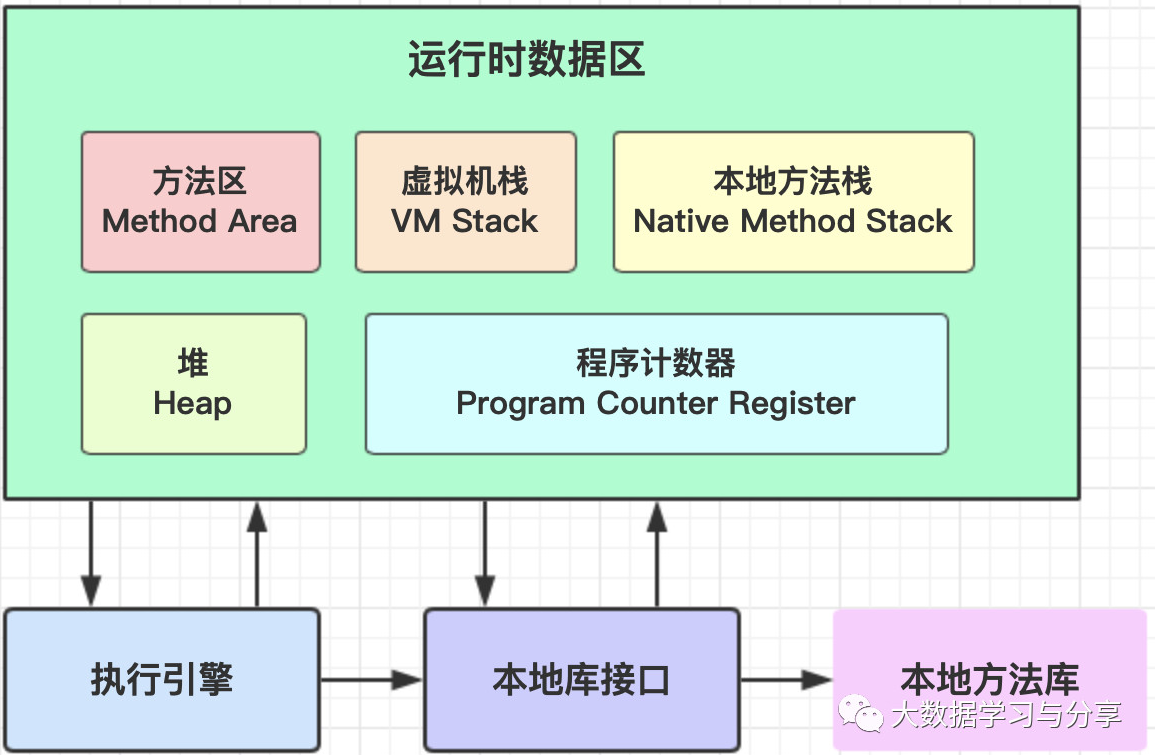 运行时数据区
方法区
Method Area
虚拟机栈
VM Stack
本地方法栈
Native Method Stack
堆
Heap
程序计数器
Program Counter Register
执行引擎
本地库接口
本地方法库
大数据学习与分享